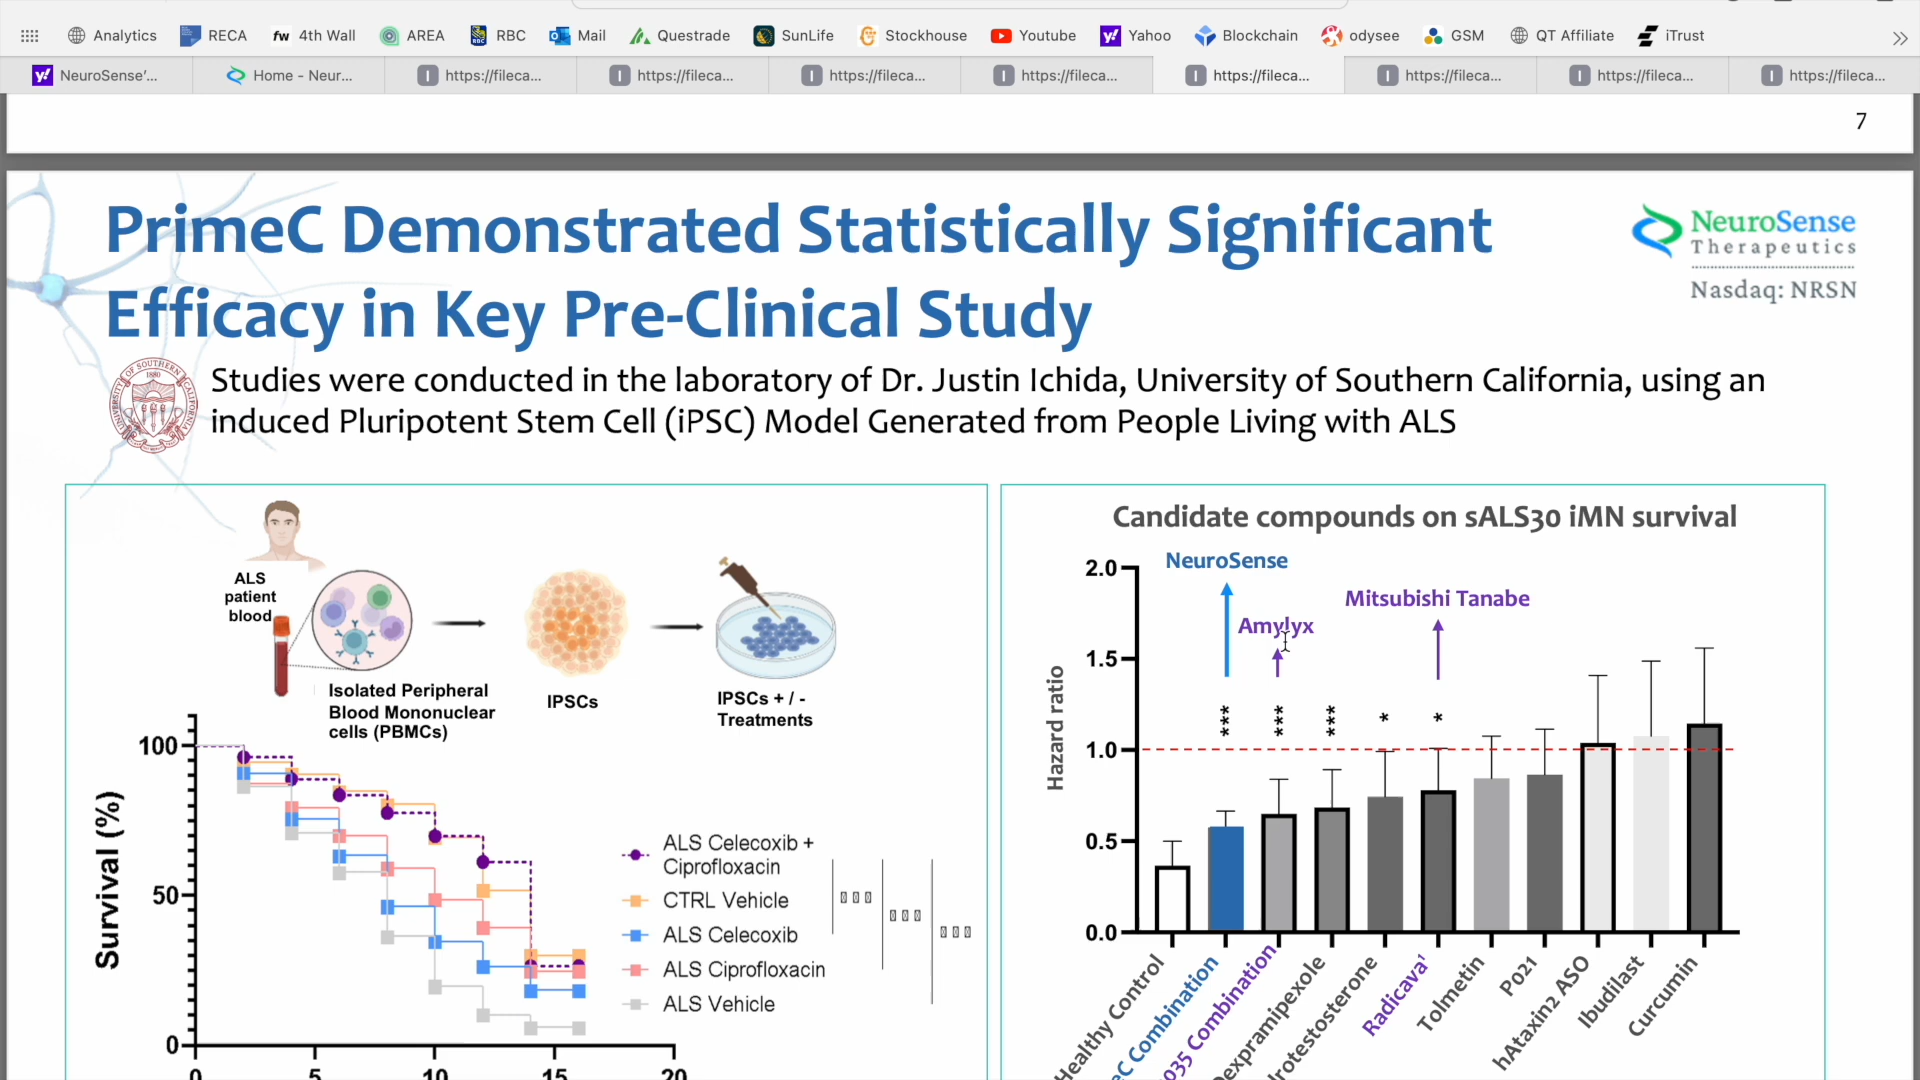 Analytics RECA fw 4th Wall AREA RBC Mail Questrade SunLife Stockhouse Youtube Yahoo Blockchain odysee GSM QT Affiliate iTrust
NeuroSense'... Home - Neur... https://fileca... https://fileca... https://fileca... https://fileca... https://fileca... https://fileca... https://fileca... https://fileca...
7
PrimeC Demonstrated Statistically Significant
Efficacy in Key Pre-Clinical Study
NeuroSense
Therapeutics
Nasdaq: NRSN
Studies were conducted in the laboratory of Dr. Justin Ichida, University of Southern California, using an
induced Pluripotent Stem Cell (iPSC) Model Generated from People Living with ALS
ALS
patient
blood
Isolated Peripheral
Blood Mononuclear
cells (PBMCs)
IPSCs
IPSCs + / -
Treatments
Survival (%)
100
50
0
0 5 10 15 20
ALS Celecoxib +
Ciprofloxacin
CTRL Vehicle
ALS Celecoxib
ALS Ciprofloxacin
ALS Vehicle
Candidate compounds on sALS30 iMN survival
NeuroSense
Amylyx
Mitsubishi Tanabe
Hazard ratio
2.0
1.5
1.0
0.5
0.0
*** *** *** * *
Healthy Control
Combination
035 Combination
Radicava¹
Tolmetin
P021
hAtaxin2 ASO
Ibudilast
Curcumin